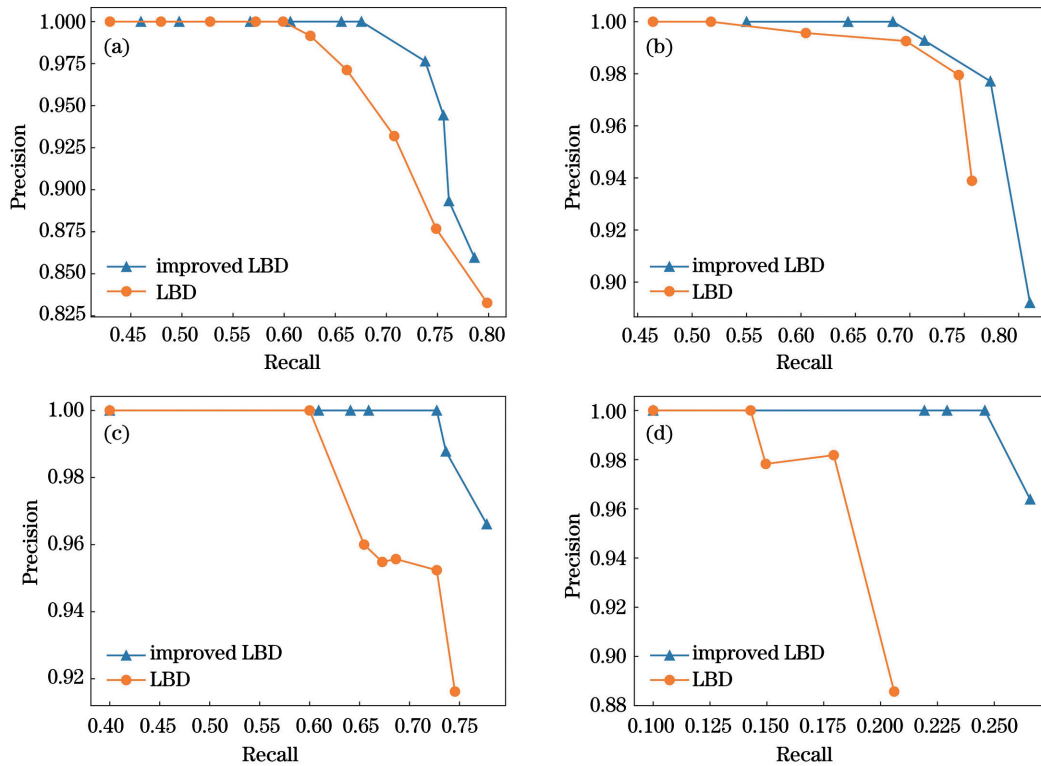 1.000
0.975
0.950
0.925
0.900
0.875
0.850
0.825
Precision
(a)
improved LBD
LBD
0.45 0.50 0.55 0.60 0.65 0.70 0.75 0.80
Recall
1.00
0.98
0.96
0.94
0.92
0.90
Precision
(b)
improved LBD
LBD
0.45 0.50 0.55 0.60 0.65 0.70 0.75 0.80
Recall
1.00
0.98
0.96
0.94
0.92
Precision
(c)
improved LBD
LBD
0.40 0.45 0.50 0.55 0.60 0.65 0.70 0.75
Recall
1.00
0.98
0.96
0.94
0.92
0.90
0.88
Precision
(d)
improved LBD
LBD
0.100 0.125 0.150 0.175 0.200 0.225 0.250
Recall